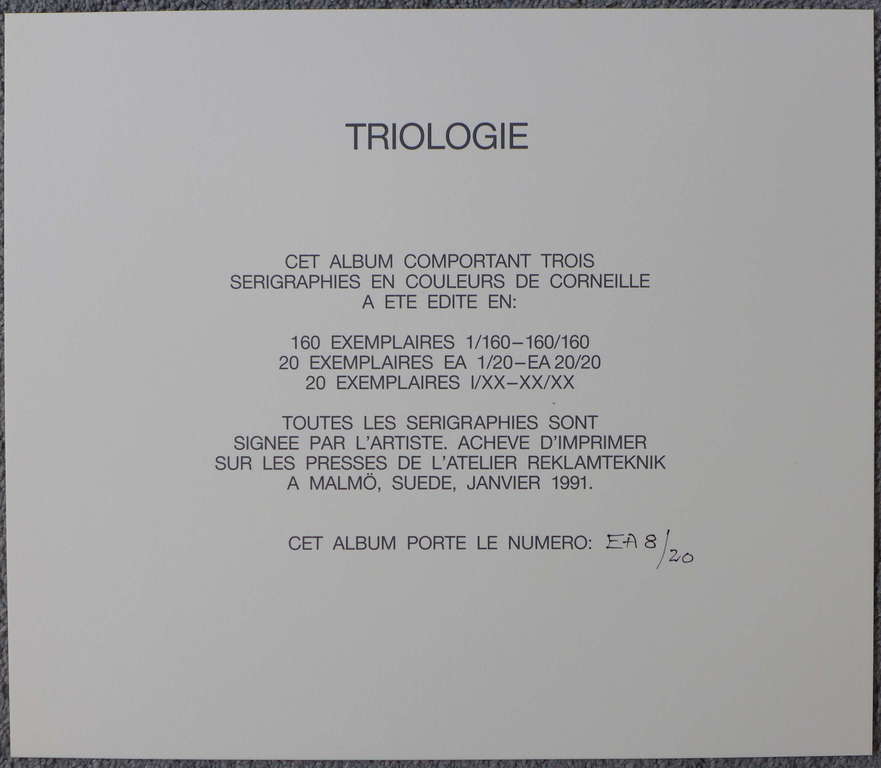 TRIOLOGIE
CET ALBUM COMPORTANT TROIS
SERIGRAPHIES EN COULEURS DE CORNEILLE
A ETE EDITE EN:
160 EXEMPLAIRES 1/160–160/160
20 EXEMPLAIRES EA 1/20–EA 20/20
20 EXEMPLAIRES I/XX–XX/XX
TOUTES LES SERIGRAPHIES SONT
SIGNEE PAR L'ARTISTE. ACHEVE D'IMPRIMER
SUR LES PRESSES DE L'ATELIER REKLAMTEKNIK
A MALMÖ, SUEDE, JANVIER 1991.
CET ALBUM PORTE LE NUMERO: EA 8/20